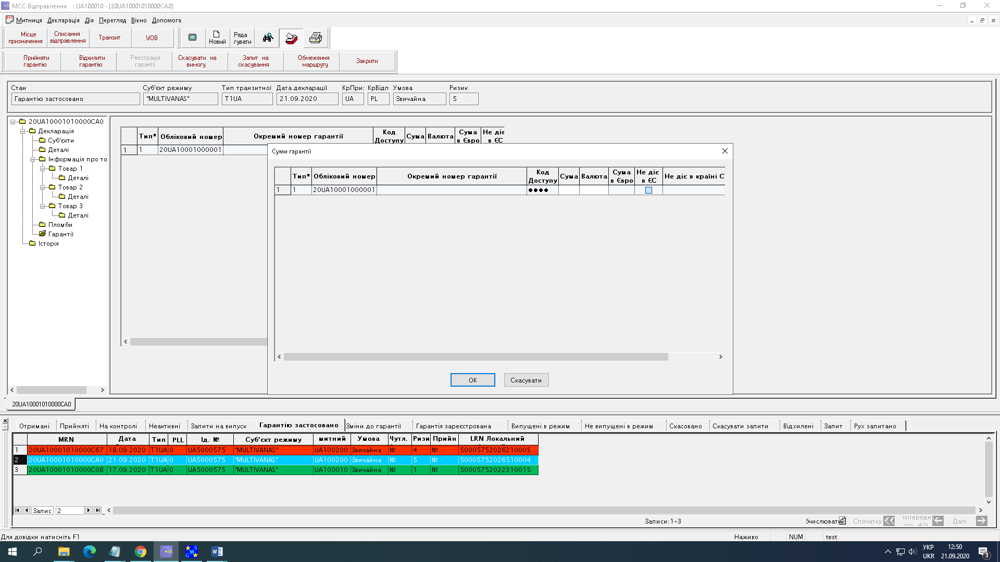 МСС Відправлення : UA100010 - [20UA10001010000CA0]
Митниця Декларація Дія Перегляд Вікно Допомога
Місце призначення
Списання відправлення
Транзит
УОВ
Новий
Реда гувати
Прийняти гарантію
Відхилити гарантію
Реєстрація гарантії
Скасувати на вимогу
Запит на скасування
Обмеження маршруту
Закрити
Стан Суб'єкт режиму Тип транзитної Дата декларації КрПри: КрВідп Умова Ризик
Гарантію застосовано "MULTIVANAS" T1UA 21.09.2020 UA PL Звичайна 5
20UA10001010000CA0
Декларація
Суб'єкти
Деталі
Інформація про то
Товар 1
Деталі
Товар 2
Деталі
Товар 3
Деталі
Пломби
Гарантії
Історія
Тип* Обліковий номер Окремий номер гарантії Код Доступу Сума Валюта Сума в Євро Не діє в ЄС
1 1 20UA10001000001
Суми гарантії
Тип* Обліковий номер Окремий номер гарантії Код Доступу Сума Валюта Сума в Євро Не діє в ЄС Не діє в країні С
1 1 20UA10001000001 ●●●●
ОК Скасувати
20UA10001010000CA0
Отримані Прийняті На контролі Неактивні Запити на випуск Гарантію застосовано Зміни до гарантії Гарантія зареєстрована Випущені в режим Не випущені в режим Скасовано Скасувати запити Відхилені Запит Рух запитано
MRN Дата Тип PLL Ід. № Суб'єкт режиму митний Умова Чутл. Ризи Прийн LRN Локальний
1 20UA10001010000C67 18.09.2020 T1UA 0 UA5000575 "MULTIVANAS" UA100200 Звичайна № 4 № 50005752026210005
2 20UA10001010000CA0 21.09.2020 T1UA 0 UA5000575 "MULTIVANAS" UA100200 Звичайна № 5 № 50005752026510004
3 20UA10001010000C08 17.09.2020 T1UA 0 UA5000575 "MULTIVANAS" UA100010 Звичайна № 1 № 50005752022310015
Запис 2
Записи:1-3 Спочатку Далі
Для довідки натисніть F1 Наживо NUM test
УКР 12:50
UKR 21.09.2020 3